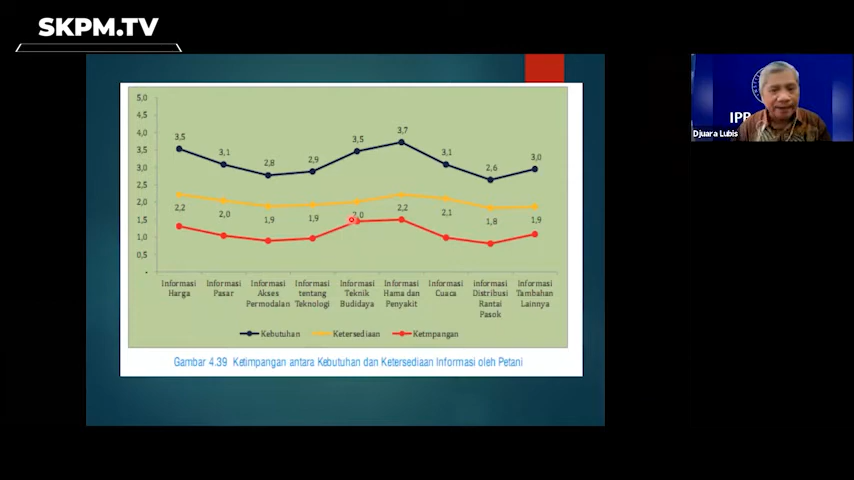 SKPM.TV
IPB
Djuara Lubis
5,0
4,5
4,0
3,5
3,0
2,5
2,0
1,5
1,0
0,5
-
3,5
3,1
2,8
2,9
3,5
3,7
3,1
2,6
3,0
2,2
2,0
1,9
1,9
2,0
2,2
2,1
1,8
1,9
Informasi Harga
Informasi Pasar
Informasi Akses Permodalan
Informasi tentang Teknologi
Informasi Teknik Budidaya
Informasi Hama dan Penyakit
Informasi Cuaca
Informasi Distribusi Rantai Pasok
Informasi Tambahan Lainnya
Kebutuhan
Ketersediaan
Ketmpangan
Gambar 4.39 Ketimpangan antara Kebutuhan dan Ketersediaan Informasi oleh Petani